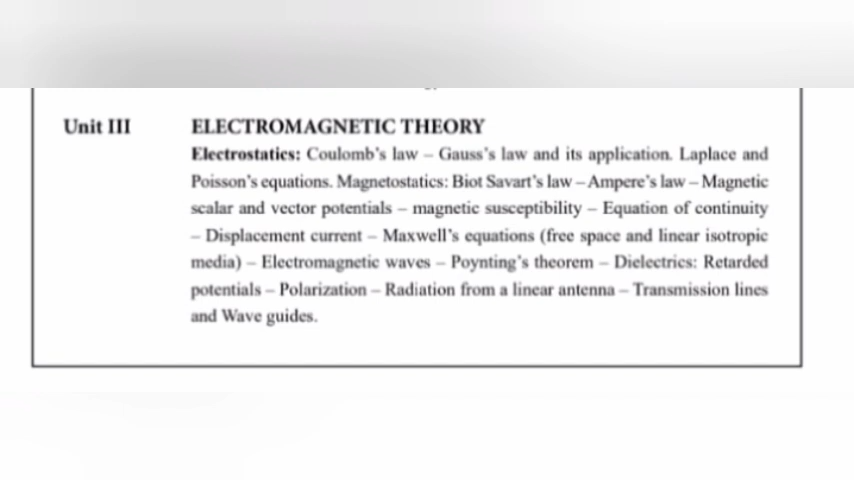 Unit III ELECTROMAGNETIC THEORY
Electrostatics: Coulomb's law – Gauss's law and its application. Laplace and
Poisson's equations. Magnetostatics: Biot Savart's law – Ampere's law – Magnetic
scalar and vector potentials – magnetic susceptibility – Equation of continuity
– Displacement current – Maxwell's equations (free space and linear isotropic
media) – Electromagnetic waves – Poynting's theorem – Dielectrics: Retarded
potentials – Polarization – Radiation from a linear antenna – Transmission lines
and Wave guides.